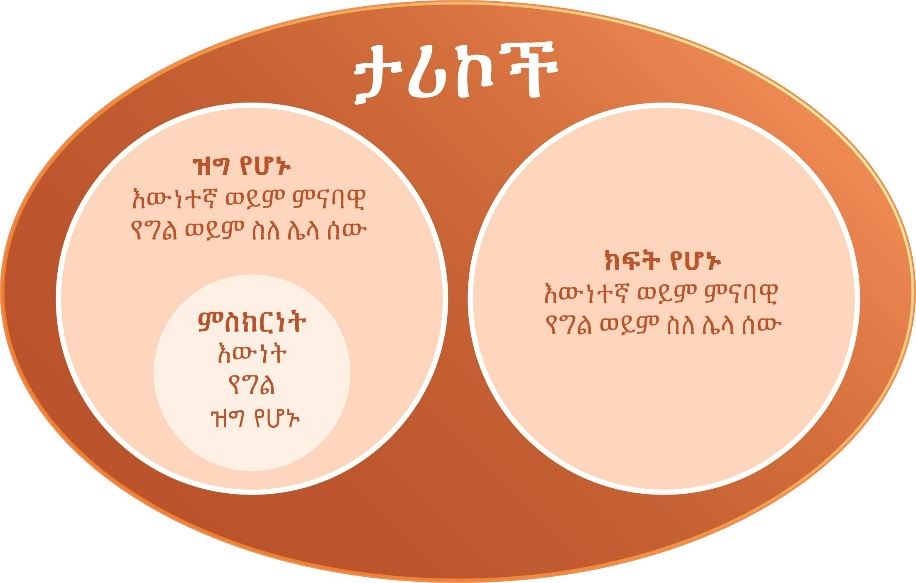 ታሪኮች
ዝግ የሆኑ
እውነተኛ ወይም ምናባዊ
የግል ወይም ስለ ሌላ ሰው
ምስክርነት
እውነት
የግል
ዝግ የሆኑ
ክፍት የሆኑ
እውነተኛ ወይም ምናባዊ
የግል ወይም ስለ ሌላ ሰው